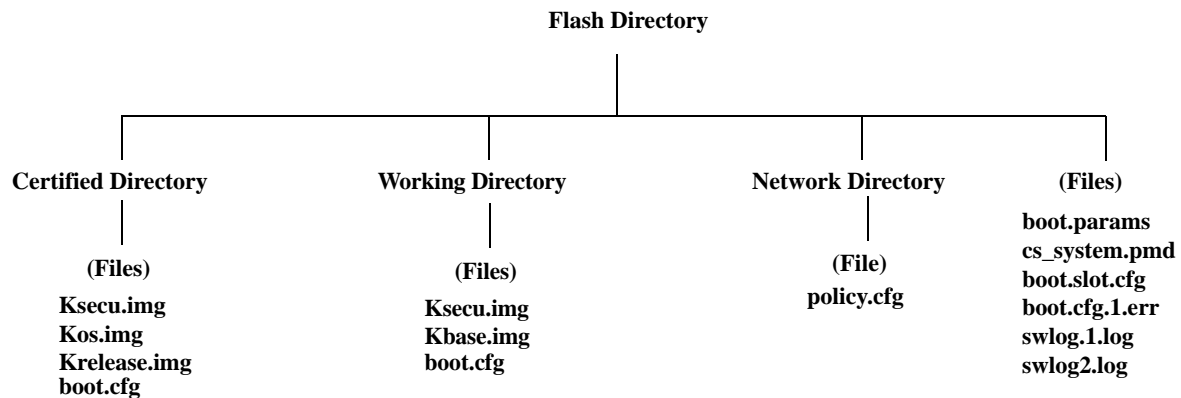 Flash Directory
Certified Directory
Working Directory
Network Directory
(Files)
(Files)
Ksecu.img
Kos.img
Krelease.img
boot.cfg
(Files)
Ksecu.img
Kbase.img
boot.cfg
(File)
policy.cfg
boot.params
cs_system.pmd
boot.slot.cfg
boot.cfg.1.err
swlog.1.log
swlog2.log